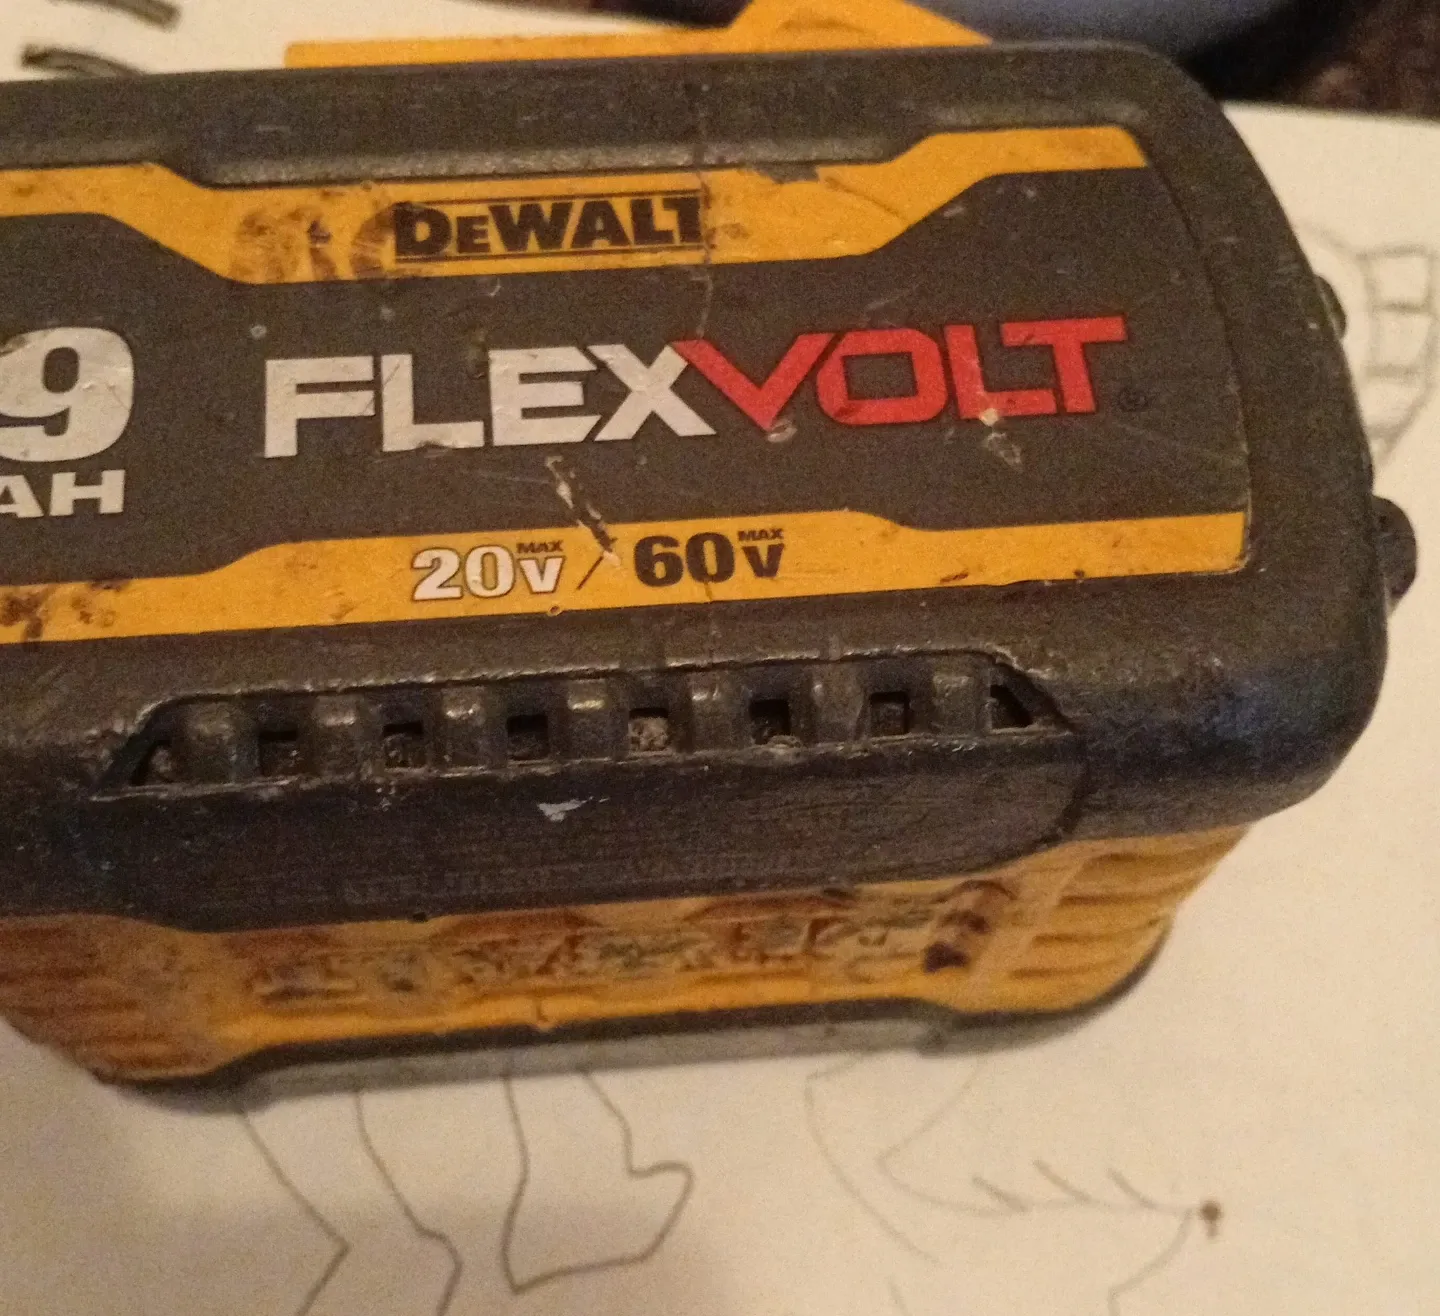 DEWALT
9 FLEXVOLT
AH
20V MAX / 60V MAX